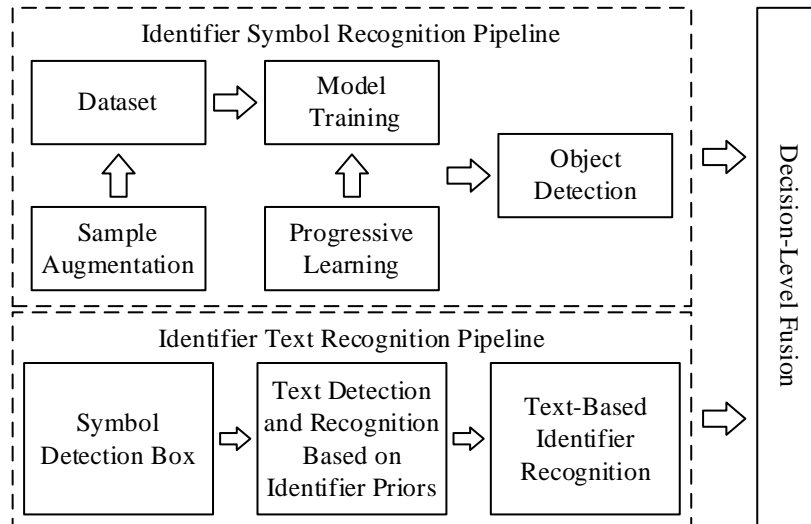 Identifier Symbol Recognition Pipeline
Dataset
Model
Training
Object
Detection
Sample
Augmentation
Progressive
Learning
Identifier Text Recognition Pipeline
Symbol
Detection Box
Text Detection
and Recognition
Based on
Identifier Priors
Text-Based
Identifier
Recognition
Decision-Level Fusion